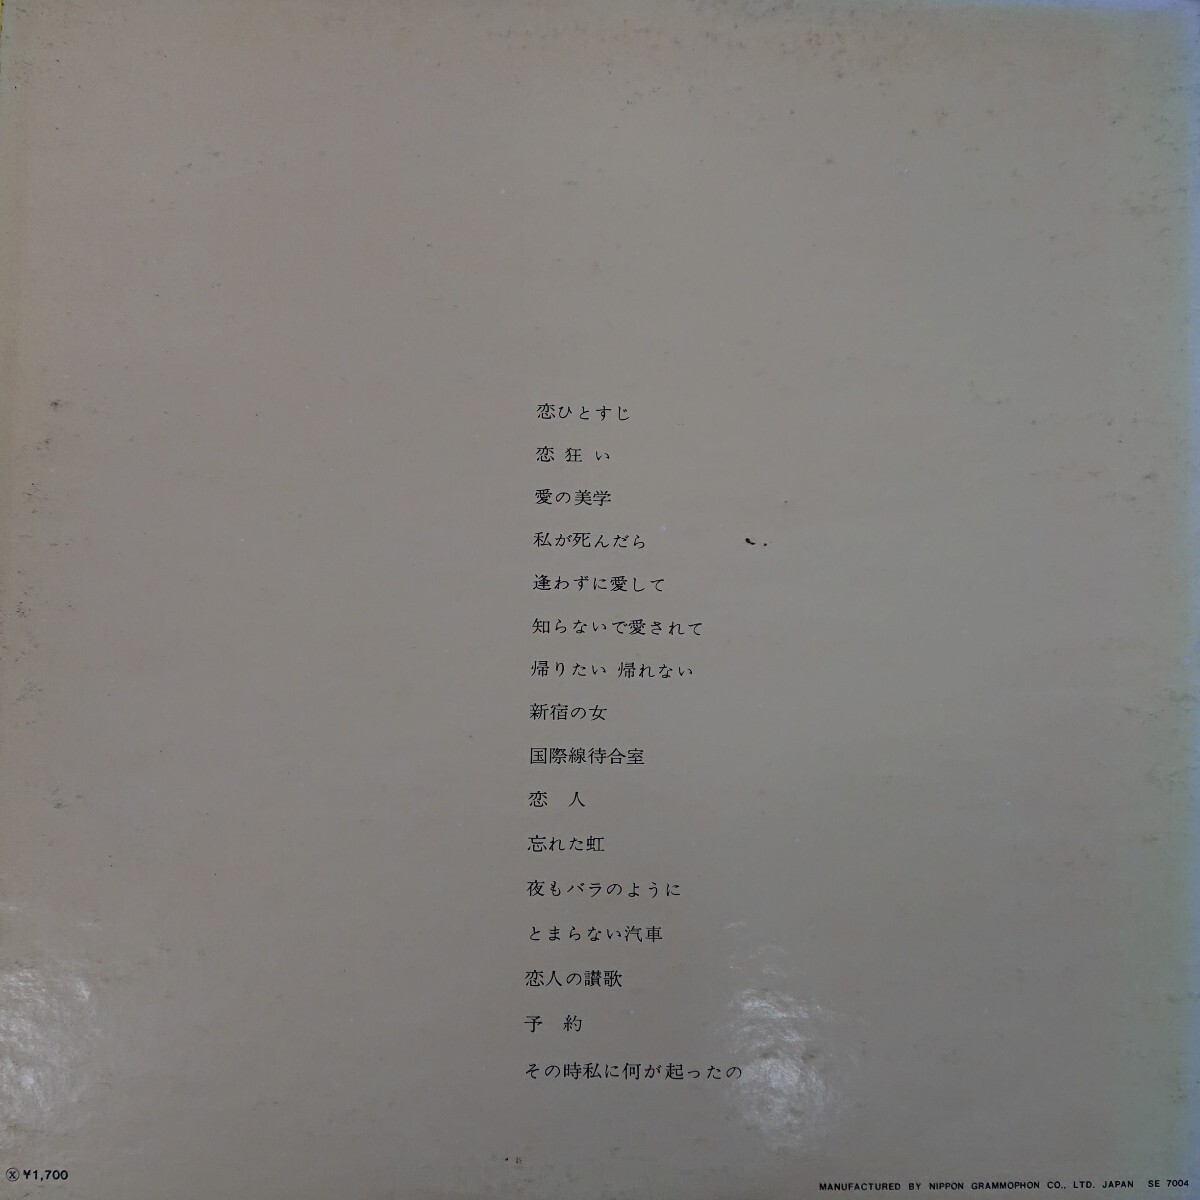 恋ひとすじ
恋 狂 い
愛の美学
私が死んだら
逢わずに愛して
知らないで愛されて
帰りたい 帰れない
新宿の女
国際線待合室
恋　人
忘れた虹
夜もバラのように
とまらない汽車
恋人の讃歌
予　約
その時私に何が起ったの
ⓧ ¥1,700
MANUFACTURED BY NIPPON GRAMMOPHON CO., LTD. JAPAN SE 7004